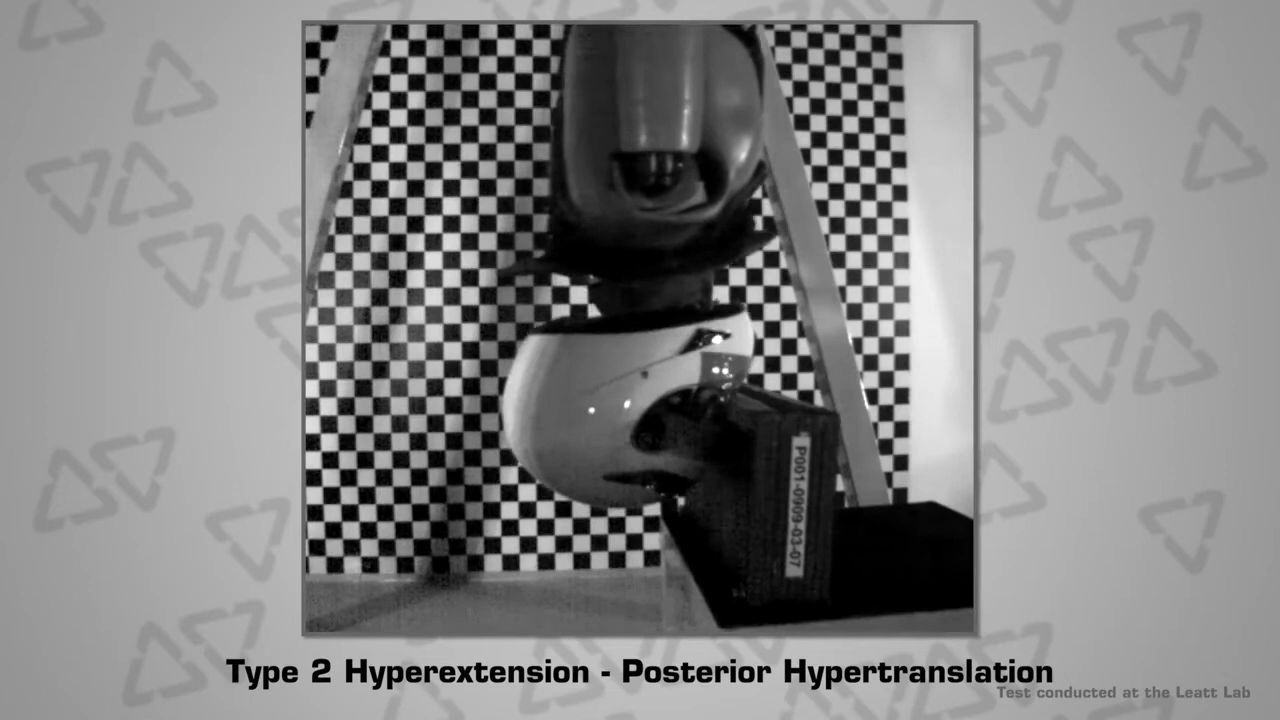 P001-0909-03-07
Type 2 Hyperextension - Posterior Hypertranslation
Test conducted at the Leatt Lab